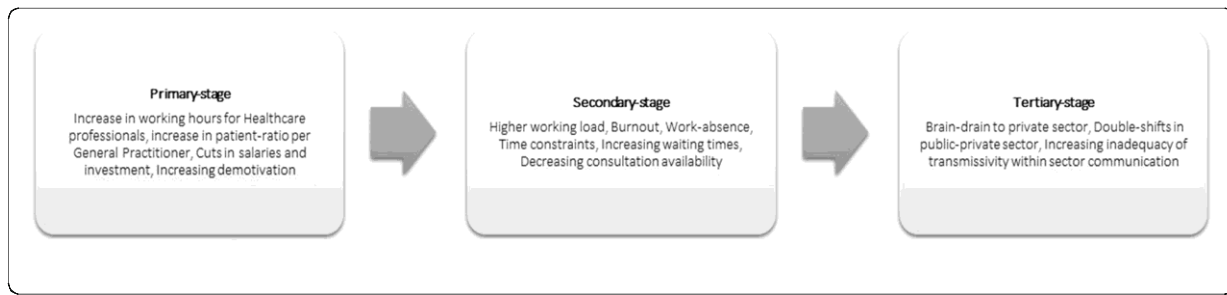 Primary-stage
Increase in working hours for Healthcare
professionals, increase in patient-ratio per
General Practitioner, Cuts in salaries and
investment, Increasing demotivation
Secondary-stage
Higher working load, Burnout, Work-absence,
Time constraints, Increasing waiting times,
Decreasing consultation availability
Tertiary-stage
Brain-drain to private sector, Double-shifts in
public-private sector, Increasing inadequacy of
transmissivity within sector communication